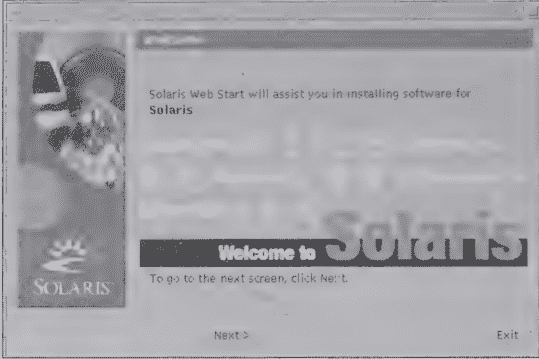 Welcome
Solaris Web Start will assist you in installing software for
Solaris
Welcome to Solaris
To go to the next screen, click Next.
SOLARIS
Next >
Exit